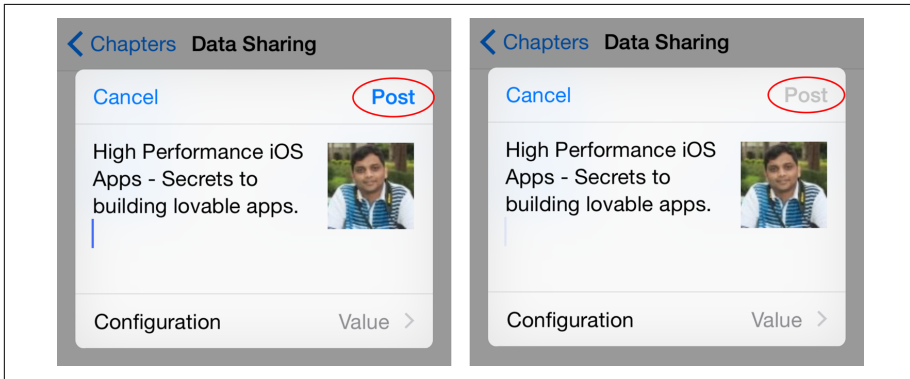 Chapters Data Sharing
Cancel Post
High Performance iOS
Apps - Secrets to
building lovable apps.
Configuration Value
Chapters Data Sharing
Cancel Post
High Performance iOS
Apps - Secrets to
building lovable apps.
Configuration Value